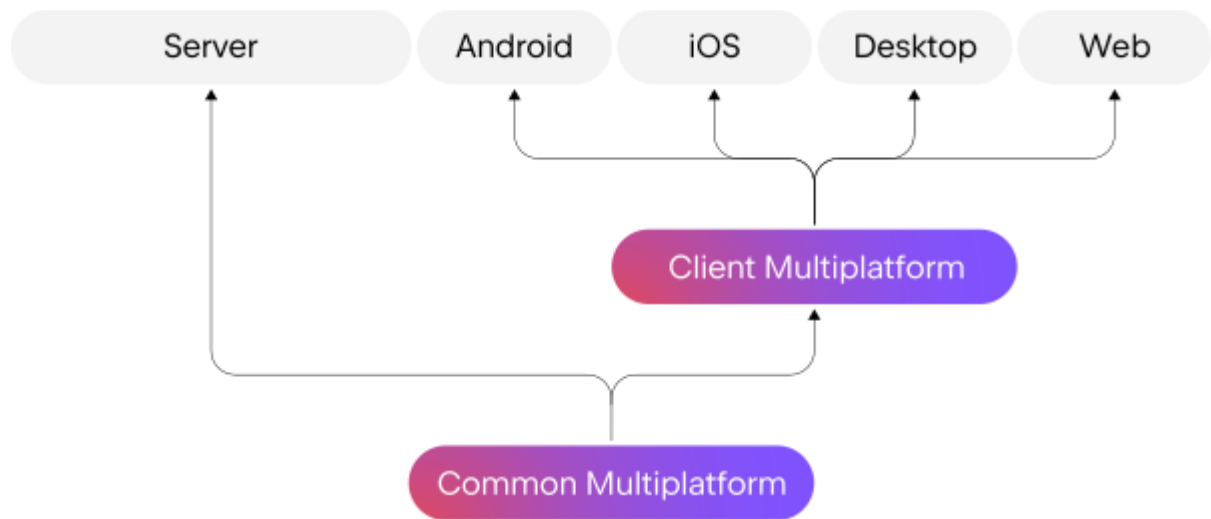 Server
Android
iOS
Desktop
Web
Client Multiplatform
Common Multiplatform